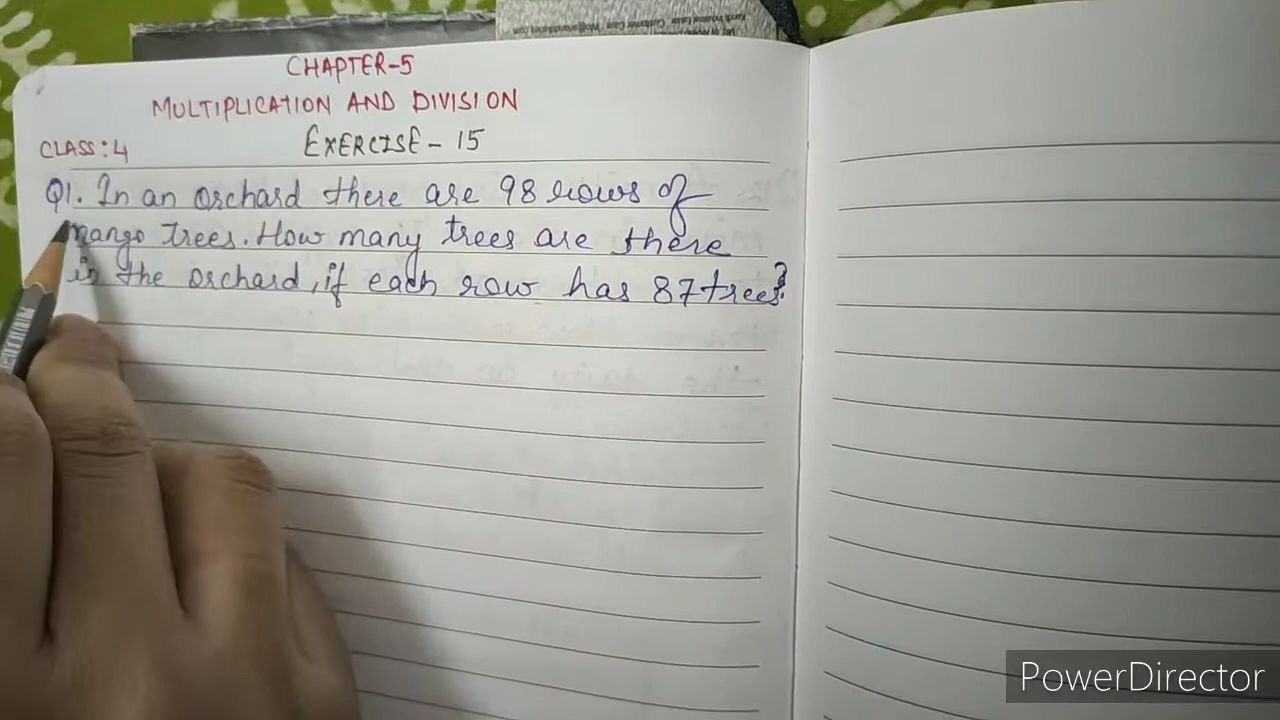 CHAPTER-5
MULTIPLICATION AND DIVISION
EXERCISE - 15
CLASS: 4
Q1. In an orchard there are 98 rows of
mango trees. How many trees are there
in the orchard, if each row has 87 trees?
PowerDirector